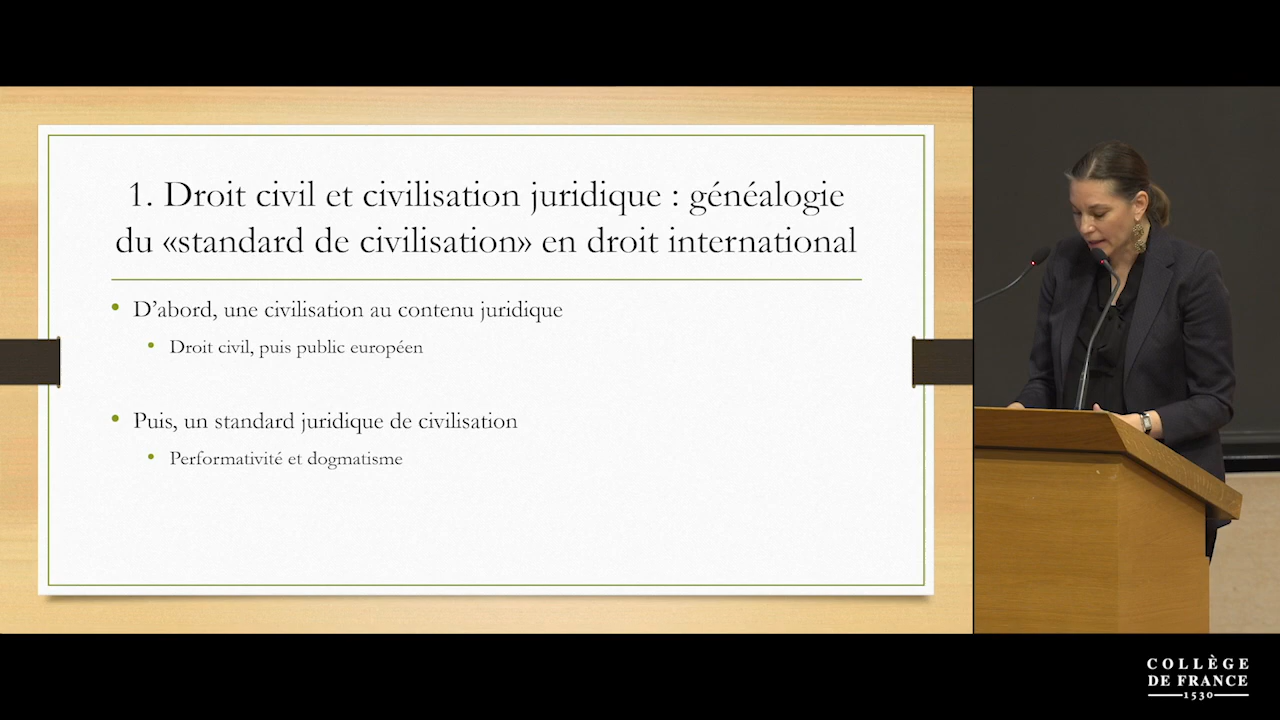 1. Droit civil et civilisation juridique : généalogie
du «standard de civilisation» en droit international
• D’abord, une civilisation au contenu juridique
• Droit civil, puis public européen
• Puis, un standard juridique de civilisation
• Performativité et dogmatisme
COLLÈGE
DE FRANCE
1530